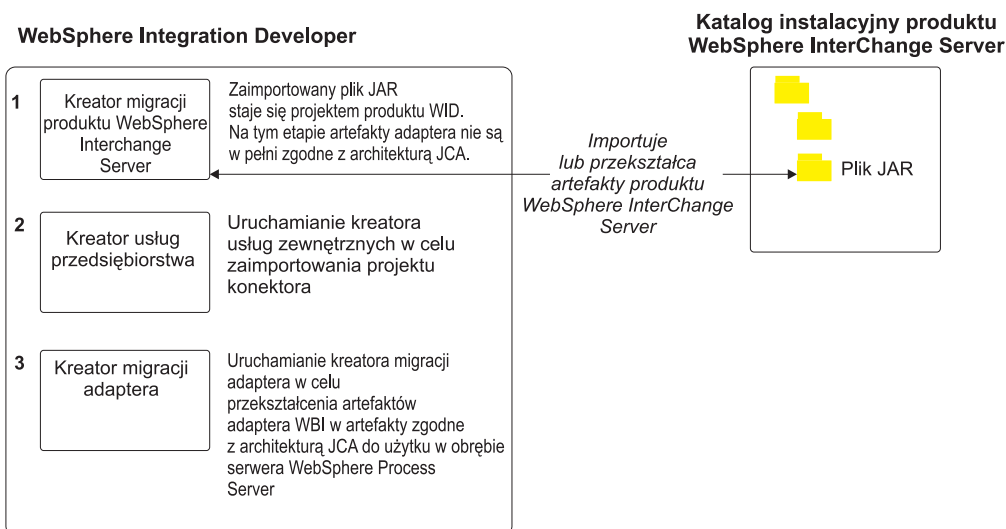 WebSphere Integration Developer
Katalog instalacyjny produktu
WebSphere InterChange Server
1
Kreator migracji
produktu WebSphere
Interchange
Server
Zaimportowany plik JAR
staje się projektem produktu WID.
Na tym etapie artefakty adaptera nie są
w pełni zgodne z architekturą JCA.
Importuje
lub przekształca
artefakty produktu
WebSphere InterChange
Server
Plik JAR
2
Kreator usług
przedsiębiorstwa
Uruchamianie kreatora
usług zewnętrznych w celu
zaimportowania projektu
konektora
3
Kreator migracji
adaptera
Uruchamianie kreatora migracji
adaptera w celu
przekształcenia artefaktów
adaptera WBI w artefakty zgodne
z architekturą JCA do użytku w obrębie
serwera WebSphere Process
Server